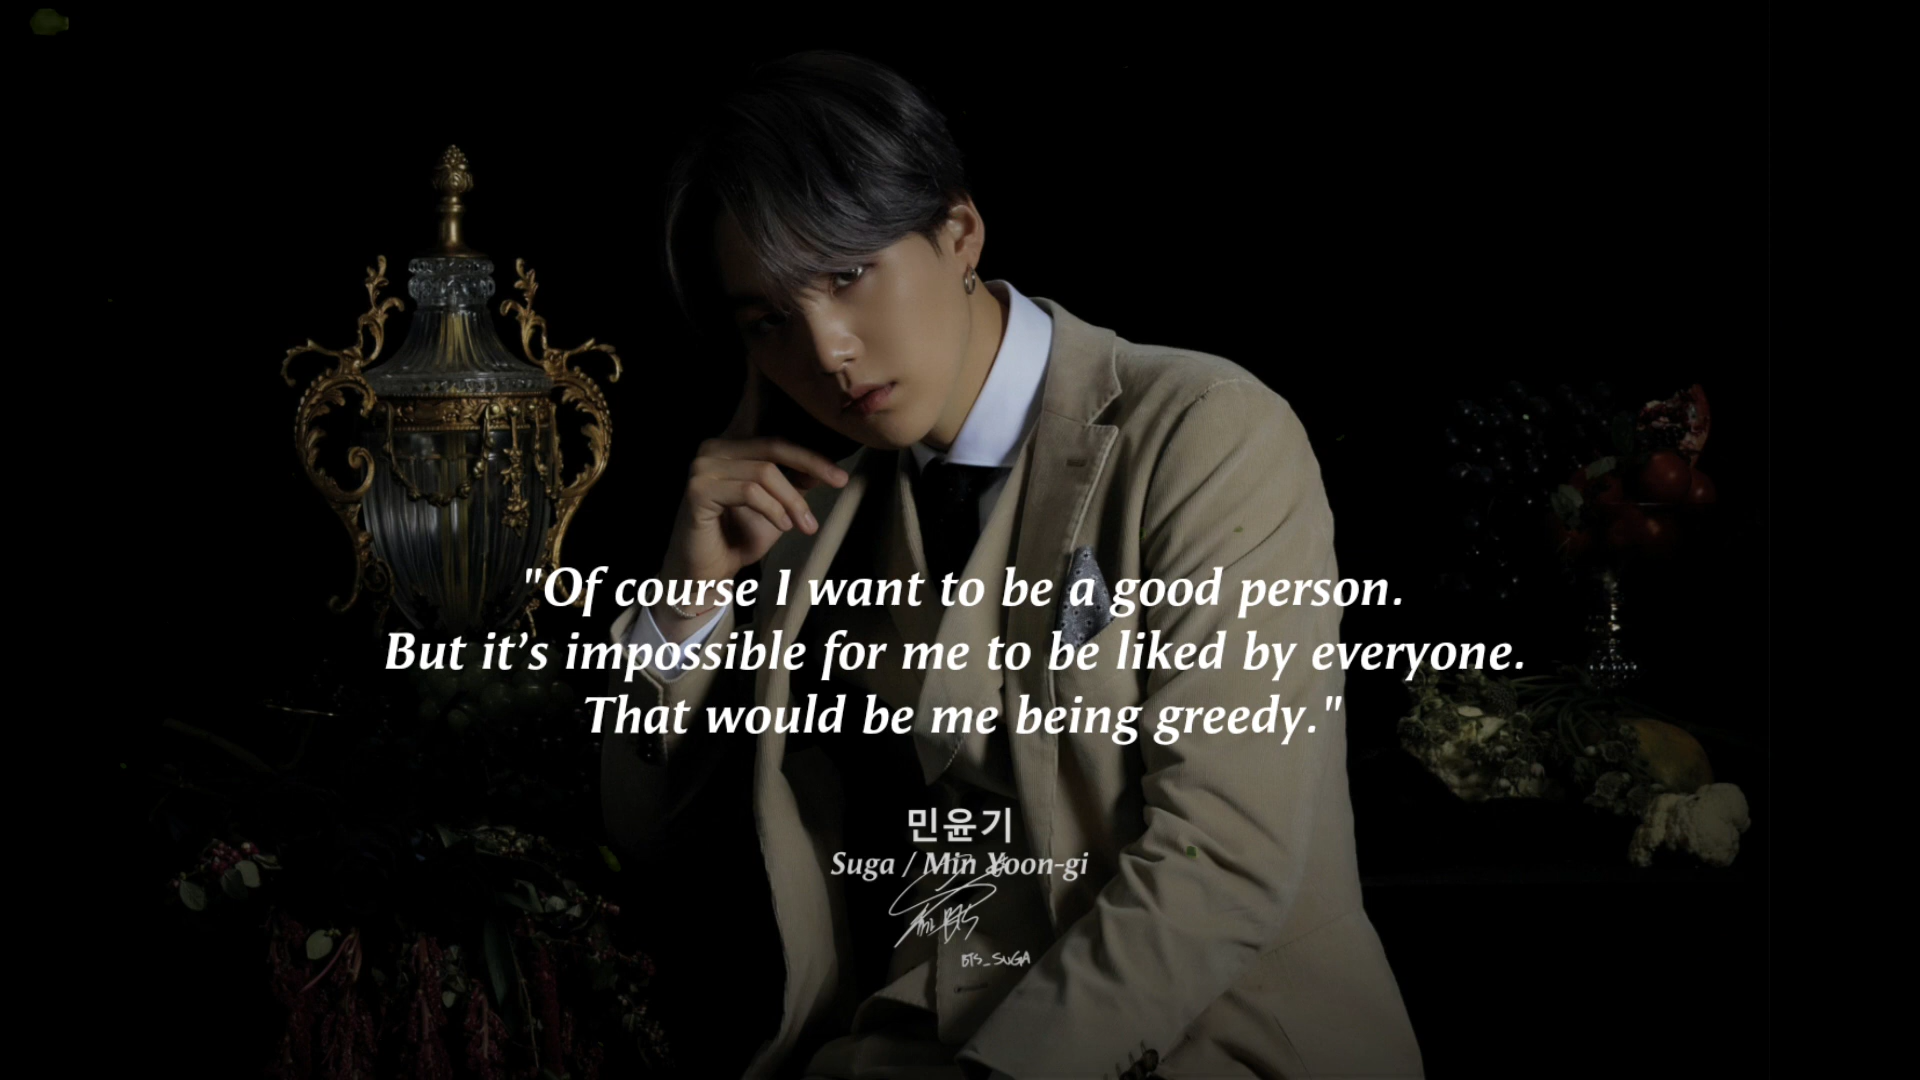 "Of course I want to be a good person.
But it’s impossible for me to be liked by everyone.
That would be me being greedy."
민윤기
Suga / Min Yoon-gi
BTS_SUGA